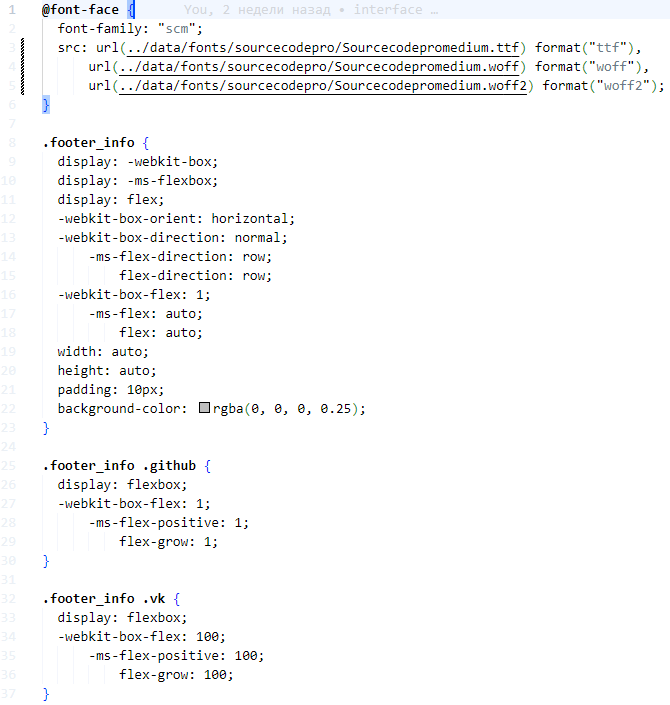 1 @font-face { You, 2 недели назад • interface …
2 font-family: "scm";
3 src: url(../data/fonts/sourcecodepro/Sourcecodepromedium.ttf) format("ttf"),
4 url(../data/fonts/sourcecodepro/Sourcecodepromedium.woff) format("woff"),
5 url(../data/fonts/sourcecodepro/Sourcecodepromedium.woff2) format("woff2");
6 }
7
8 .footer_info {
9 display: -webkit-box;
10 display: -ms-flexbox;
11 display: flex;
12 -webkit-box-orient: horizontal;
13 -webkit-box-direction: normal;
14 -ms-flex-direction: row;
15 flex-direction: row;
16 -webkit-box-flex: 1;
17 -ms-flex: auto;
18 flex: auto;
19 width: auto;
20 height: auto;
21 padding: 10px;
22 background-color: rgba(0, 0, 0, 0.25);
23 }
24
25 .footer_info .github {
26 display: flexbox;
27 -webkit-box-flex: 1;
28 -ms-flex-positive: 1;
29 flex-grow: 1;
30 }
31
32 .footer_info .vk {
33 display: flexbox;
34 -webkit-box-flex: 100;
35 -ms-flex-positive: 100;
36 flex-grow: 100;
37 }